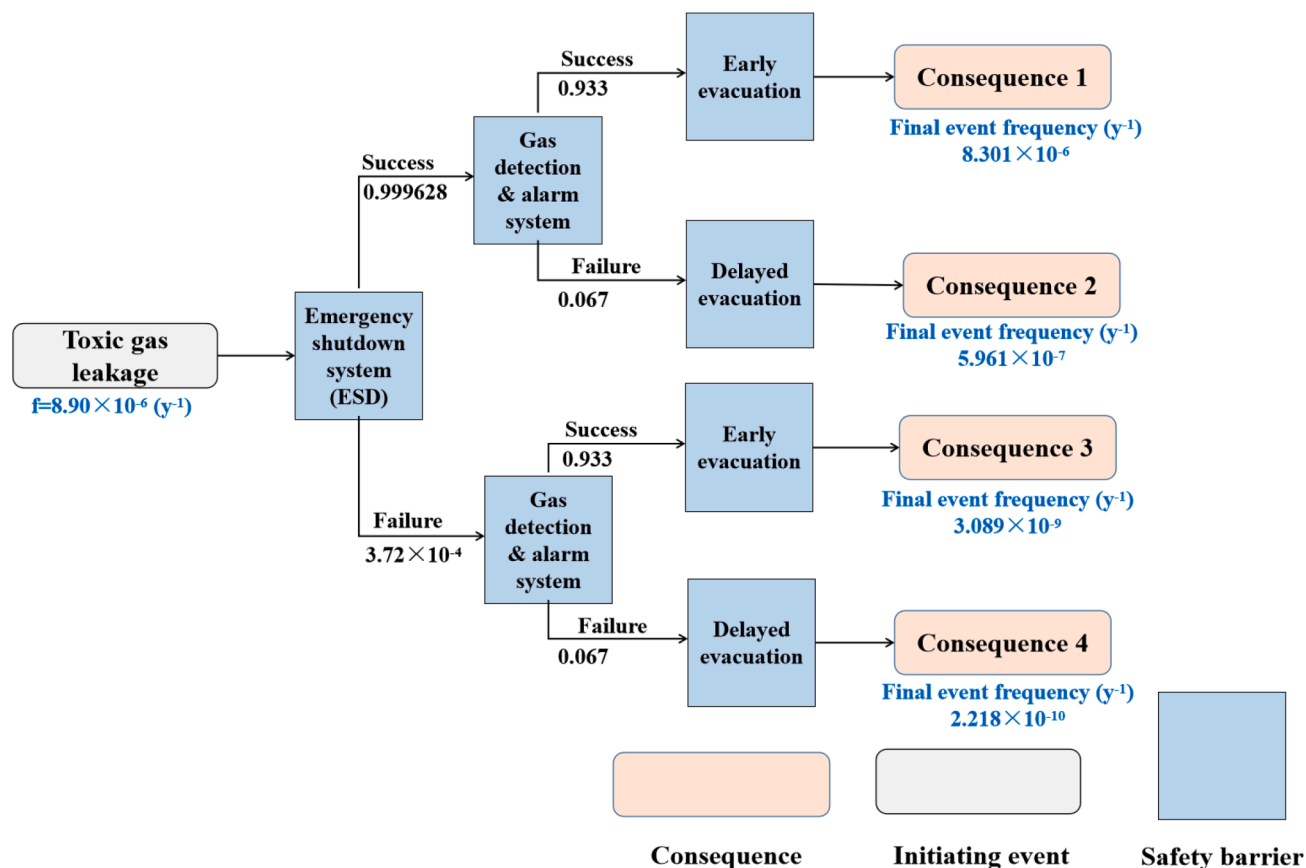 Toxic gas
leakage
f=8.90×10⁻⁶ (y⁻¹)
Emergency
shutdown
system
(ESD)
Success
0.999628
Gas
detection
& alarm
system
Success
0.933
Early
evacuation
Consequence 1
Final event frequency (y⁻¹)
8.301×10⁻⁶
Failure
0.067
Delayed
evacuation
Consequence 2
Final event frequency (y⁻¹)
5.961×10⁻⁷
Failure
3.72×10⁻⁴
Gas
detection
& alarm
system
Success
0.933
Early
evacuation
Consequence 3
Final event frequency (y⁻¹)
3.089×10⁻⁹
Failure
0.067
Delayed
evacuation
Consequence 4
Final event frequency (y⁻¹)
2.218×10⁻¹⁰
Consequence
Initiating event
Safety barrier